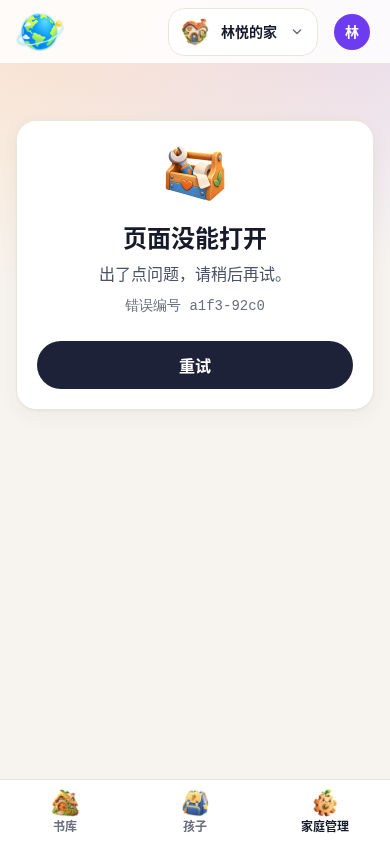 林悦的家
林
页面没能打开
出了点问题，请稍后再试。
错误编号 a1f3-92c0
重试
书库
孩子
家庭管理